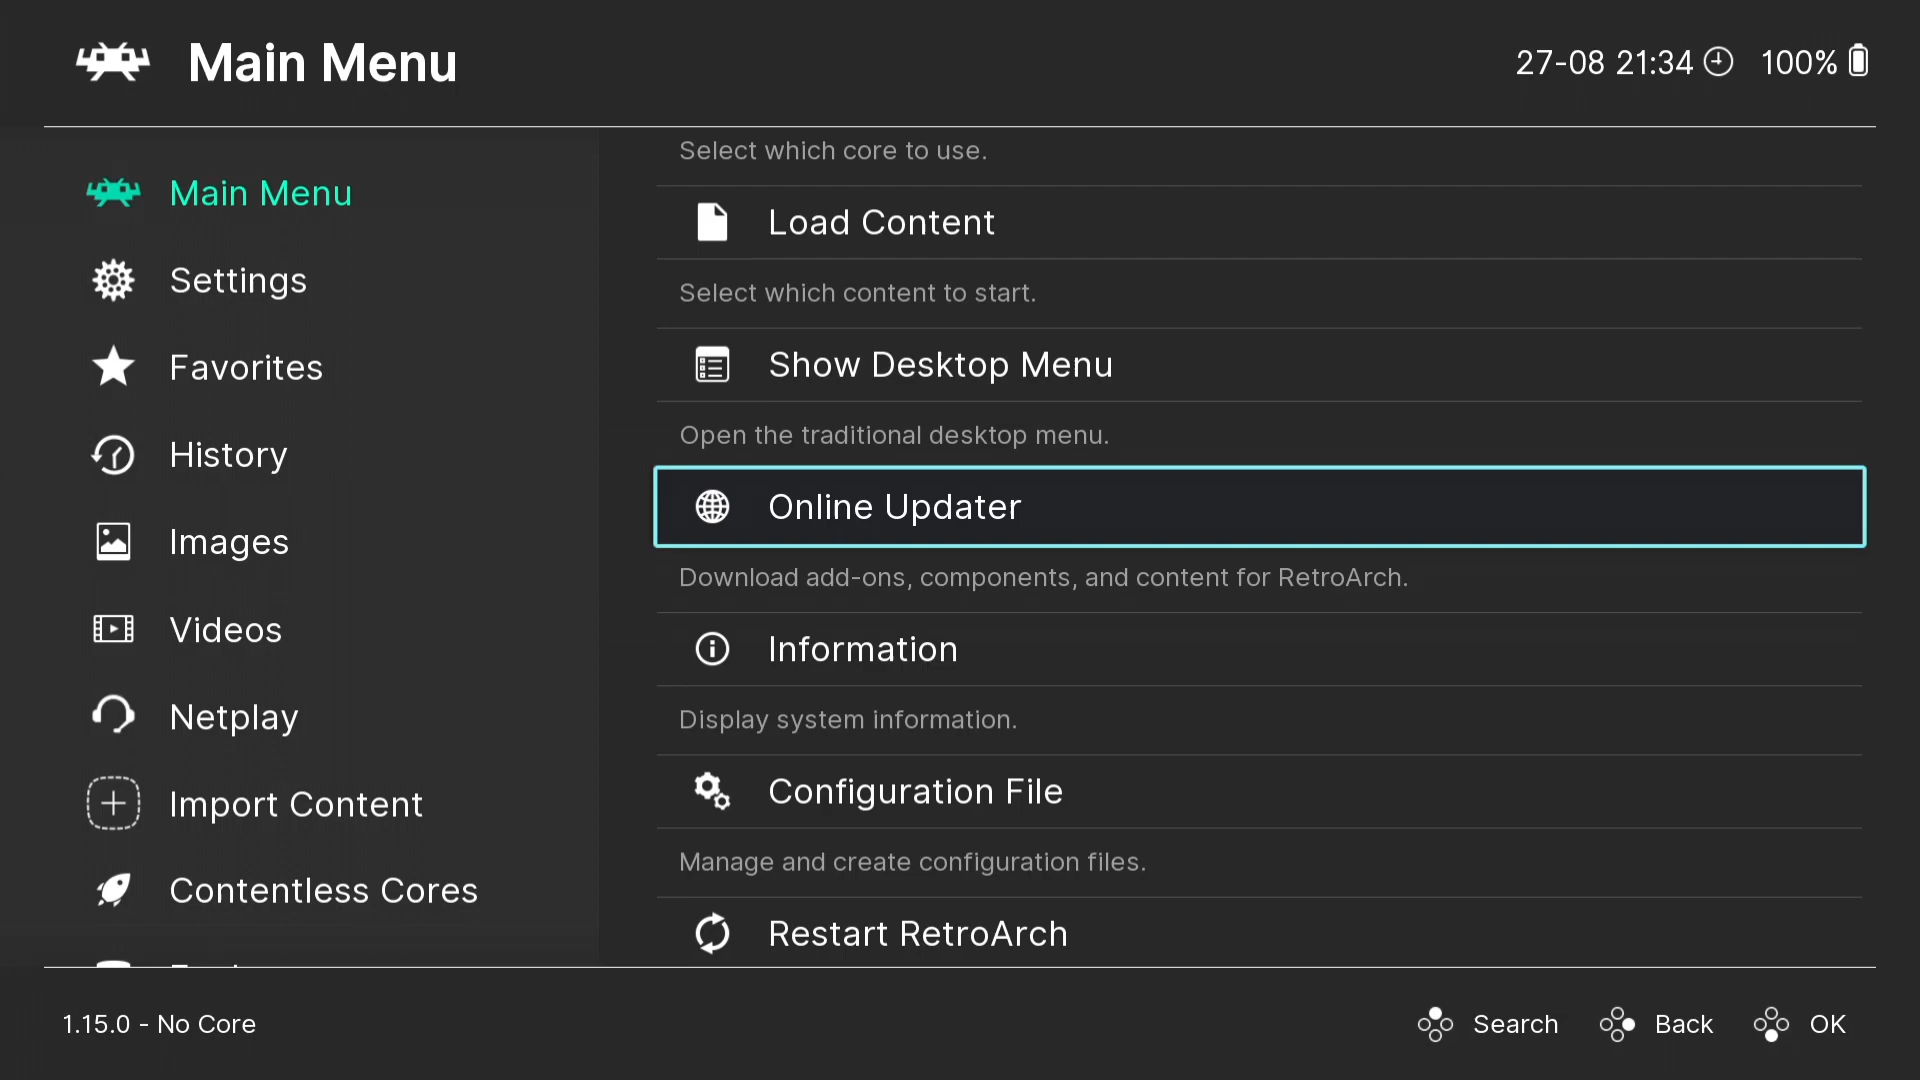 Main Menu
27-08 21:34 100%
Main Menu
Settings
Favorites
History
Images
Videos
Netplay
Import Content
Contentless Cores
Select which core to use.
Load Content
Select which content to start.
Show Desktop Menu
Open the traditional desktop menu.
Online Updater
Download add-ons, components, and content for RetroArch.
Information
Display system information.
Configuration File
Manage and create configuration files.
Restart RetroArch
1.15.0 - No Core
Search Back OK